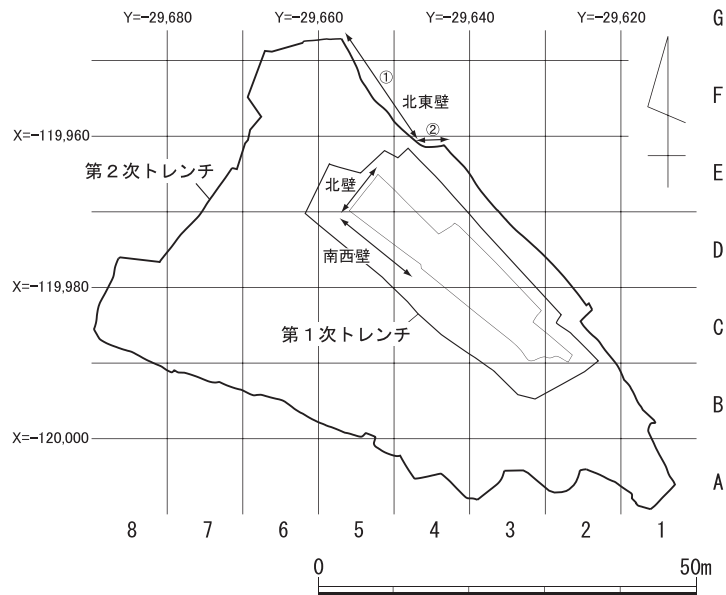 Y=−29,680 Y=−29,660 Y=−29,640 Y=−29,620 G
①
北東壁
F
②
X=−119,960
第2次トレンチ
E
北壁
D
南西壁
X=−119,980
第1次トレンチ
C
B
X=−120,000
A
8 7 6 5 4 3 2 1
0 50m